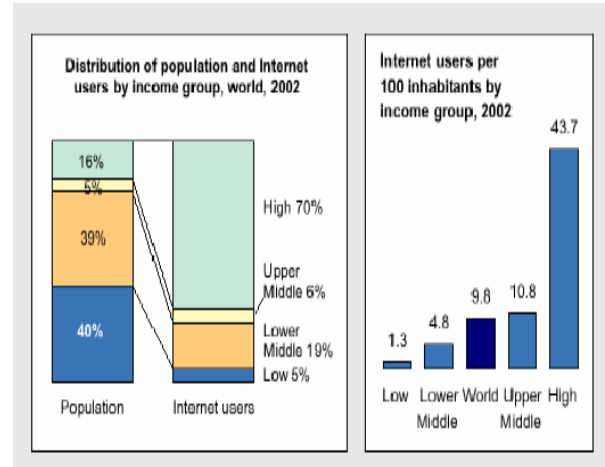 Distribution of population and Internet
users by income group, world, 2002
16%
5%
39%
40%
High 70%
Upper
Middle 6%
Lower
Middle 19%
Low 5%
Population
Internet users
Internet users per
100 inhabitants by
income group, 2002
43.7
10.8
9.8
4.8
1.3
Low Lower World Upper High
Middle Middle